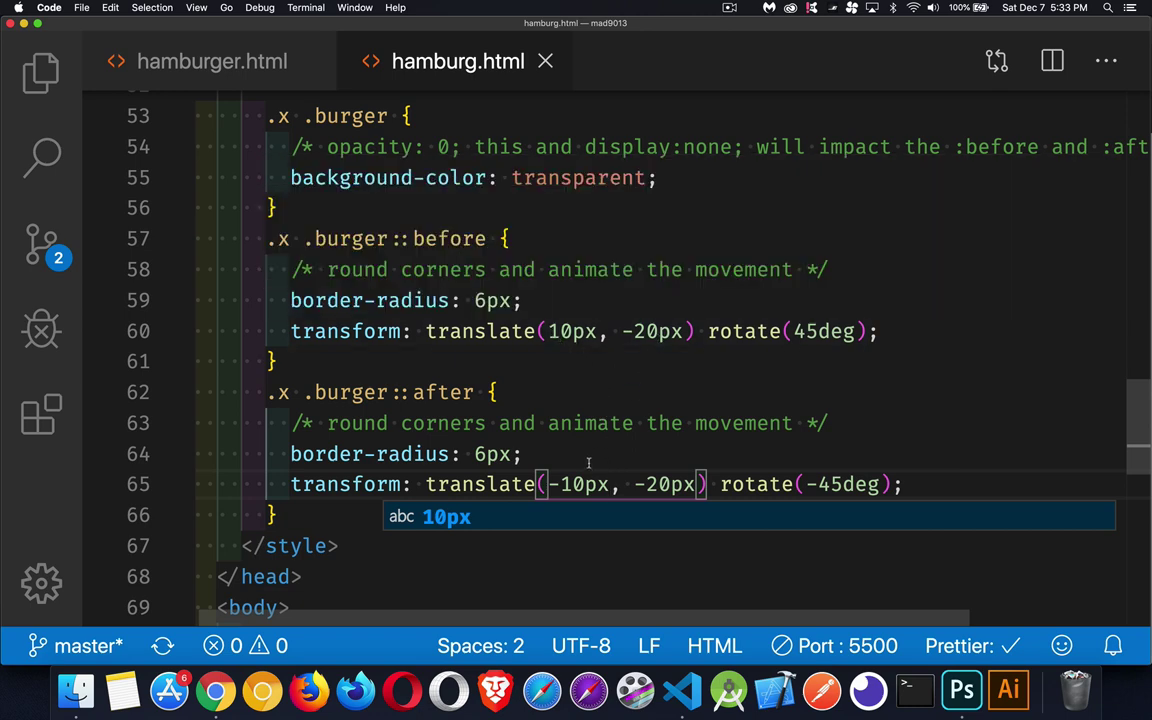 Code File Edit Selection View Go Debug Terminal Window Help 100% Sat Dec 7 5:33 PM
hamburg.html — mad9013
<> hamburger.html <> hamburg.html
53 .x .burger {
54 /* opacity: 0; this and display:none; will impact the :before and :aft
55 background-color: transparent;
56 }
57 .x .burger::before {
58 /* round corners and animate the movement */
59 border-radius: 6px;
60 transform: translate(10px, -20px) rotate(45deg);
61 }
62 .x .burger::after {
63 /* round corners and animate the movement */
64 border-radius: 6px;
65 transform: translate(-10px, -20px) rotate(-45deg);
66 }
abc 10px
67 </style>
68 </head>
69 <body>
2
master* 0 0 Spaces: 2 UTF-8 LF HTML Port : 5500 Prettier: ✓
6
>_
Ps
Ai